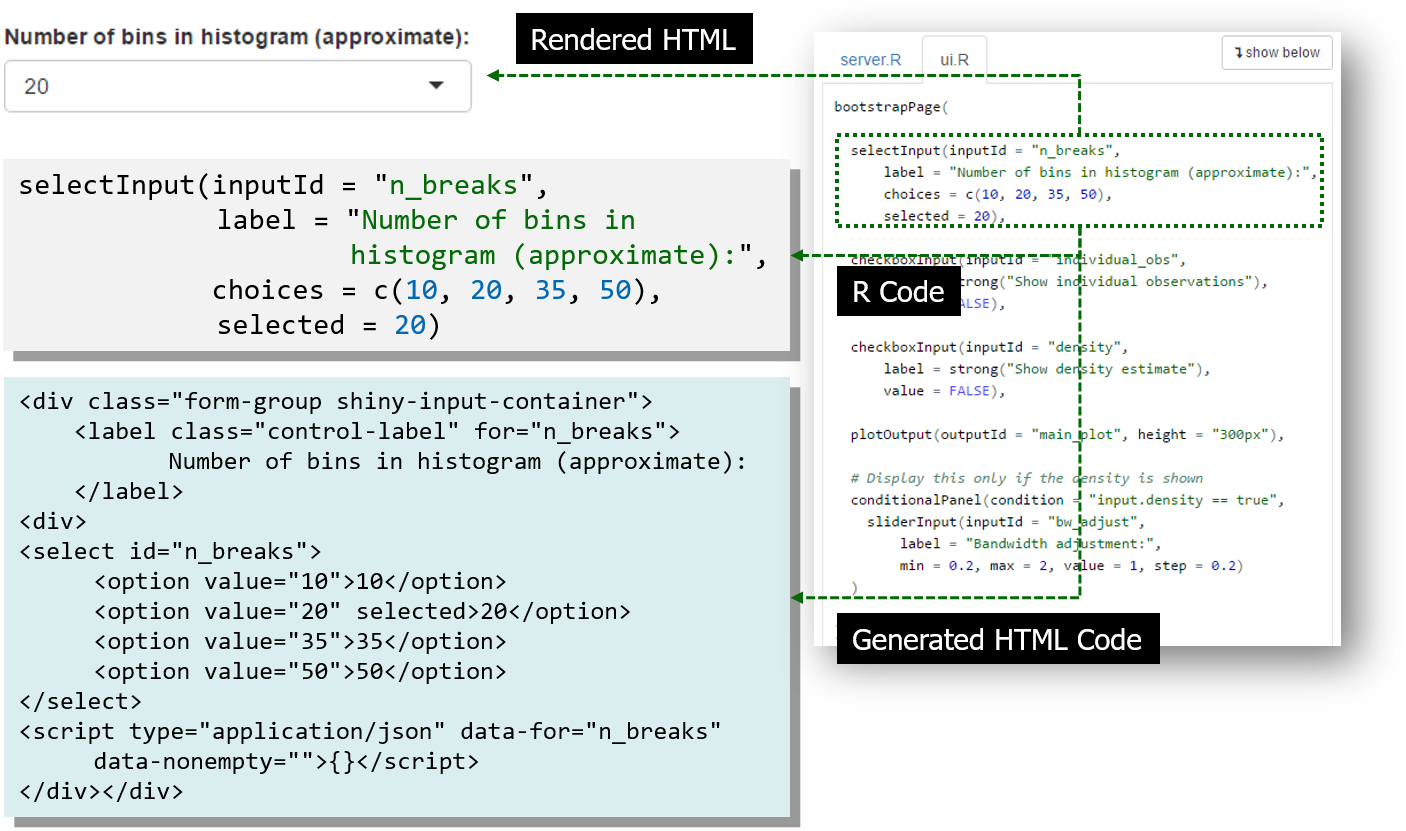 Number of bins in histogram (approximate):
20
Rendered HTML
selectInput(inputId = "n_breaks",
label = "Number of bins in
histogram (approximate):",
choices = c(10, 20, 35, 50),
selected = 20)
<div class="form-group shiny-input-container">
<label class="control-label" for="n_breaks">
Number of bins in histogram (approximate):
</label>
<div>
<select id="n_breaks">
<option value="10">10</option>
<option value="20" selected>20</option>
<option value="35">35</option>
<option value="50">50</option>
</select>
<script type="application/json" data-for="n_breaks"
data-nonempty="">{}</script>
</div></div>
server.R
ui.R
↴show below
bootstrapPage(
selectInput(inputId = "n_breaks",
label = "Number of bins in histogram (approximate):",
choices = c(10, 20, 35, 50),
selected = 20),
checkboxInput(inputId = "individual_obs",
R Code
rong("Show individual observations"),
ALSE),
checkboxInput(inputId = "density",
label = strong("Show density estimate"),
value = FALSE),
plotOutput(outputId = "main_plot", height = "300px"),
# Display this only if the density is shown
conditionalPanel(condition = "input.density == true",
sliderInput(inputId = "bw_adjust",
label = "Bandwidth adjustment:",
min = 0.2, max = 2, value = 1, step = 0.2)
)
Generated HTML Code